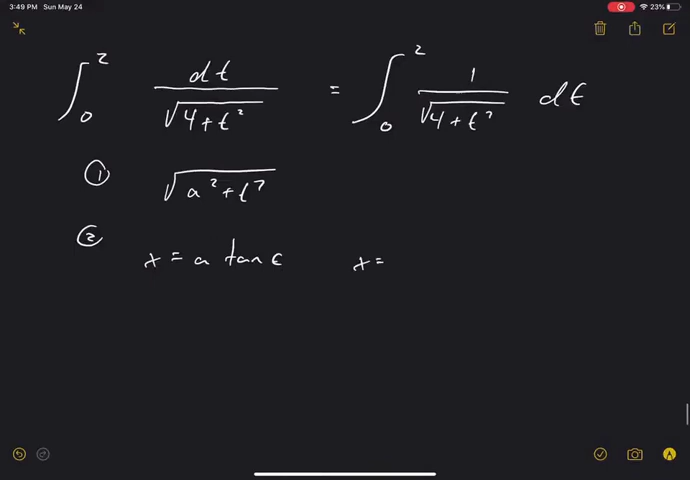 3:49 PM Sun May 24 23%
∫₀² dt/√(4+t²) = ∫₀² 1/√(4+t²) dt
① √(a²+t²)
②
x = a tan t x =